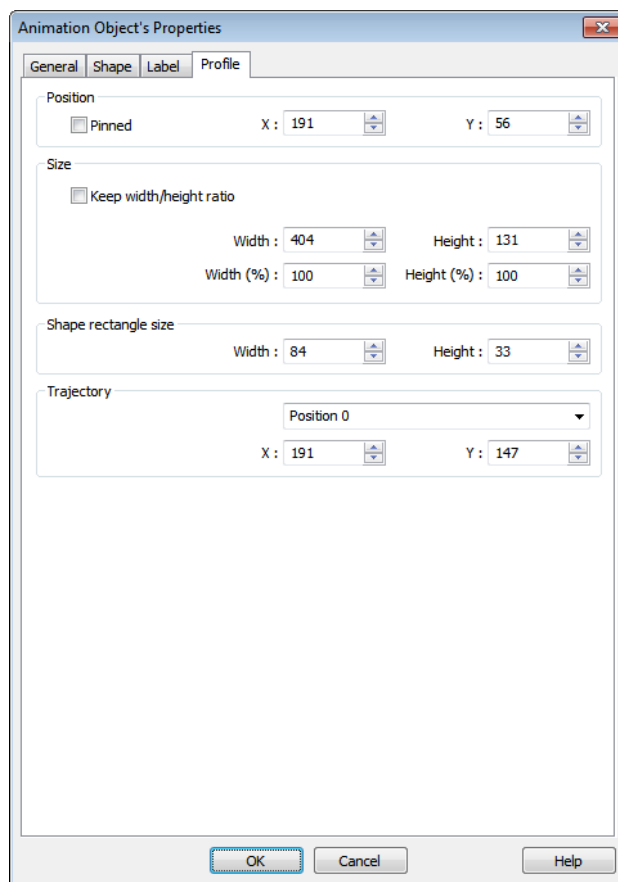 Animation Object's Properties
General Shape Label Profile
Position
Pinned X : 191 Y : 56
Size
Keep width/height ratio
Width : 404 Height : 131
Width (%) : 100 Height (%) : 100
Shape rectangle size
Width : 84 Height : 33
Trajectory
Position 0
X : 191 Y : 147
OK Cancel Help